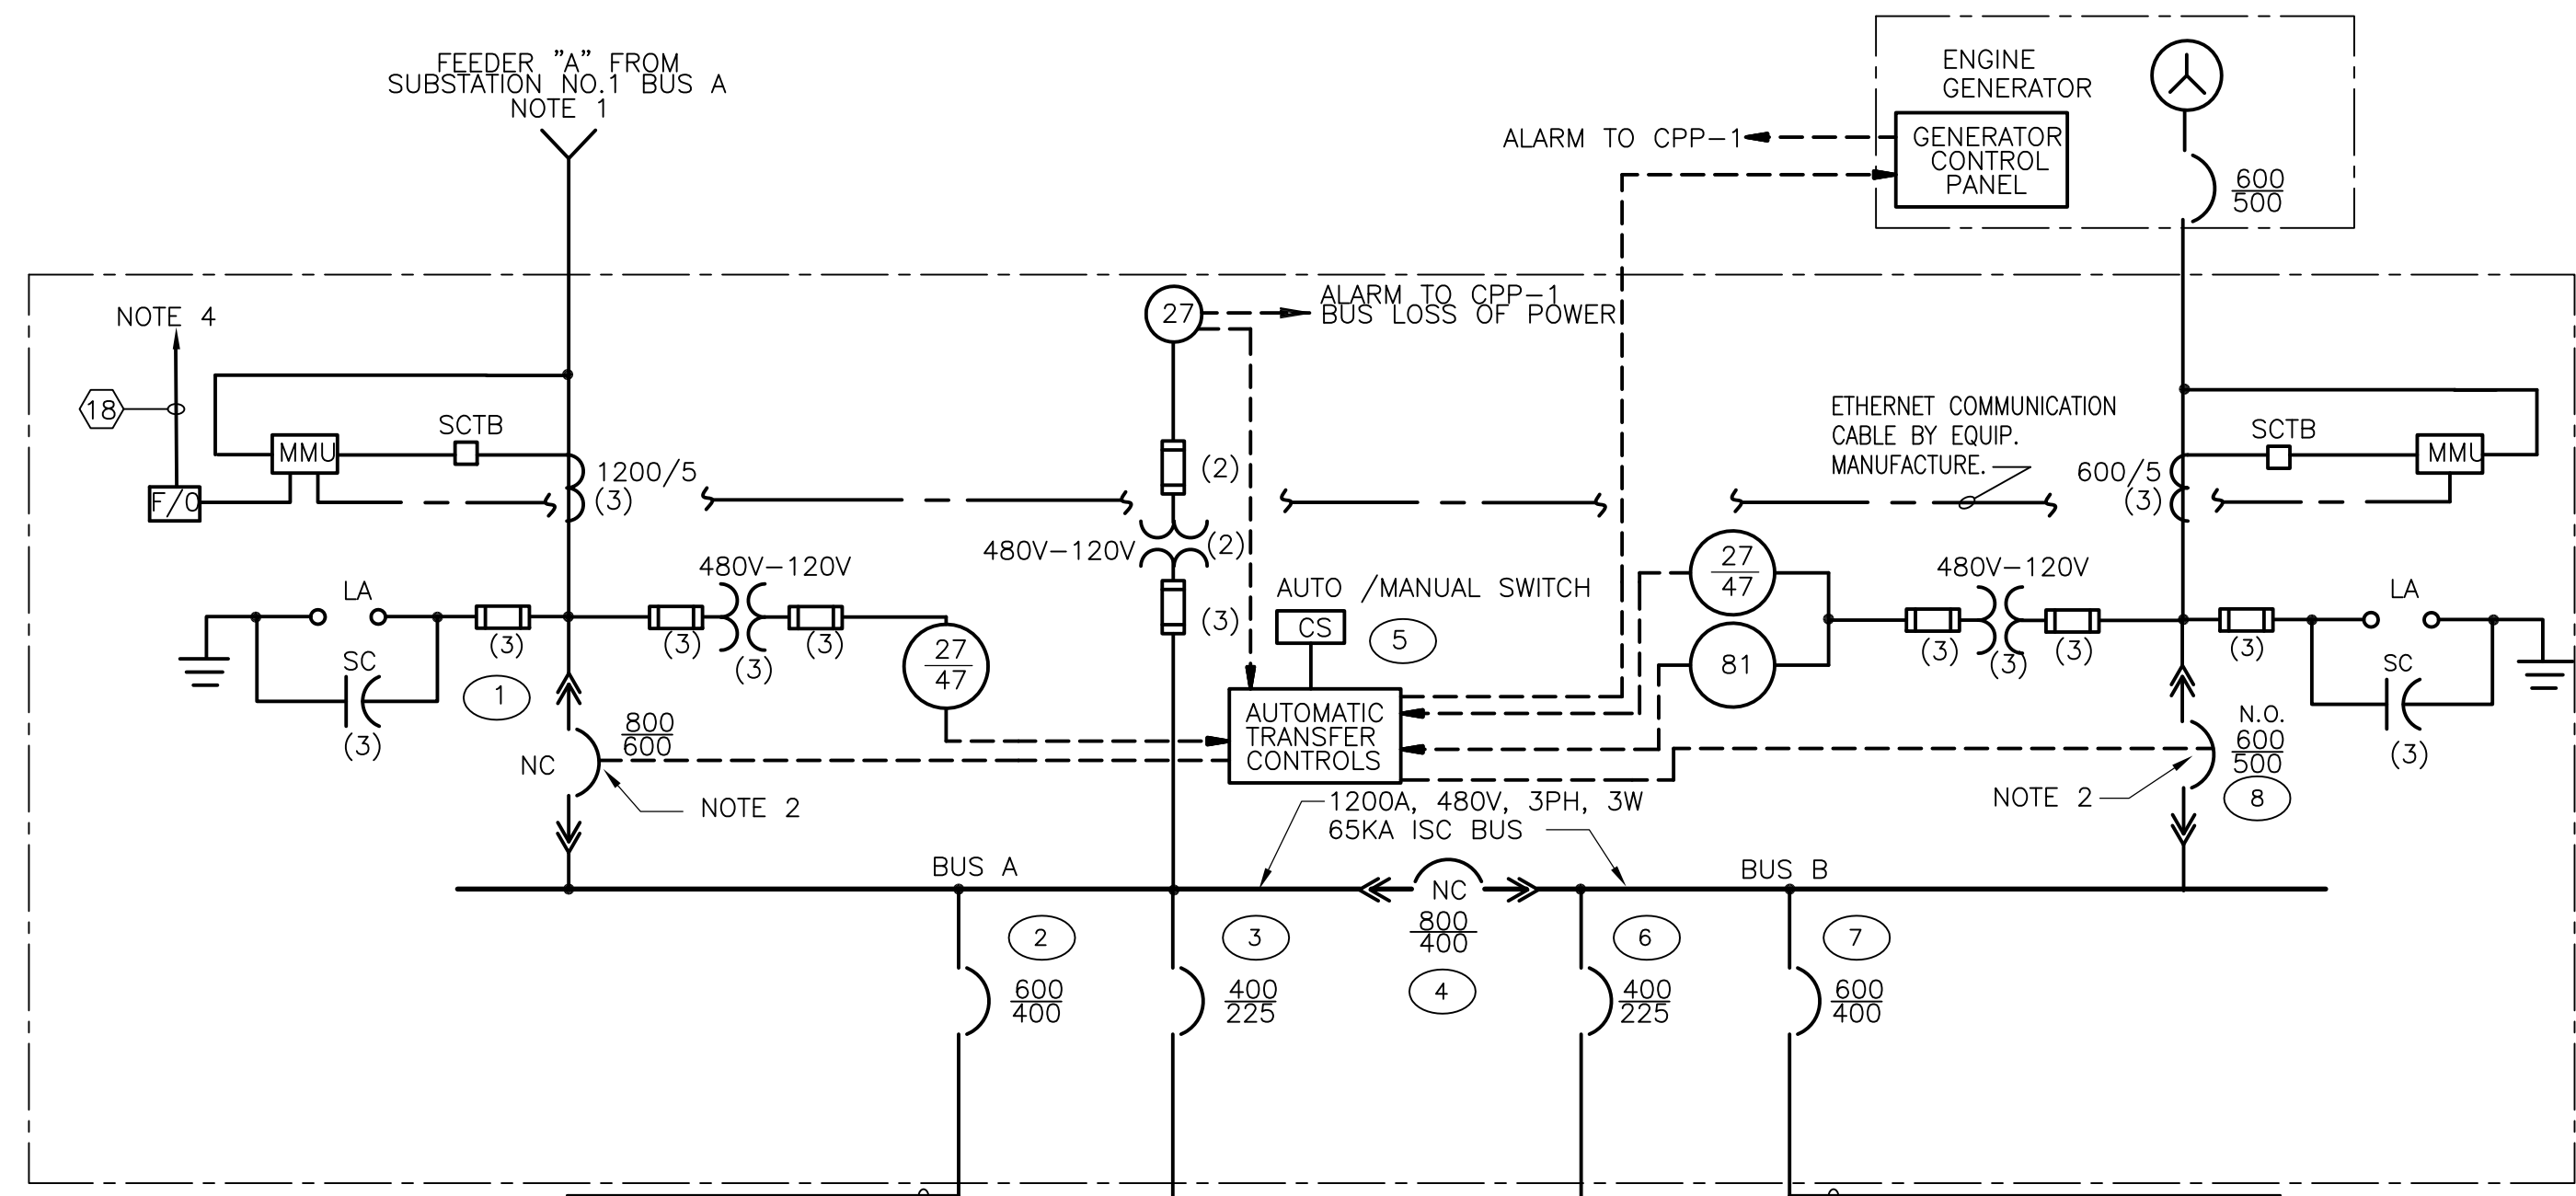 FEEDER "A" FROM
SUBSTATION NO.1 BUS A
NOTE 1
ENGINE
GENERATOR
ALARM TO CPP-1
GENERATOR
CONTROL
PANEL
600
500
NOTE 4
27
ALARM TO CPP-1
BUS LOSS OF POWER
18
MMU
SCTB
F/O
1200/5
(3)
(2)
480V-120V
(2)
(3)
ETHERNET COMMUNICATION
CABLE BY EQUIP.
MANUFACTURE.
600/5
(3)
SCTB
MMU
LA
(3)
SC
(3)
1
480V-120V
(3)
(3)
(3)
27
47
AUTO /MANUAL SWITCH
CS
5
27
47
81
480V-120V
(3)
(3)
(3)
(3)
LA
SC
(3)
800
600
NC
NOTE 2
AUTOMATIC
TRANSFER
CONTROLS
N.O.
600
500
NOTE 2
8
1200A, 480V, 3PH, 3W
65KA ISC BUS
BUS A
NC
BUS B
800
400
4
2
600
400
3
400
225
6
400
225
7
600
400